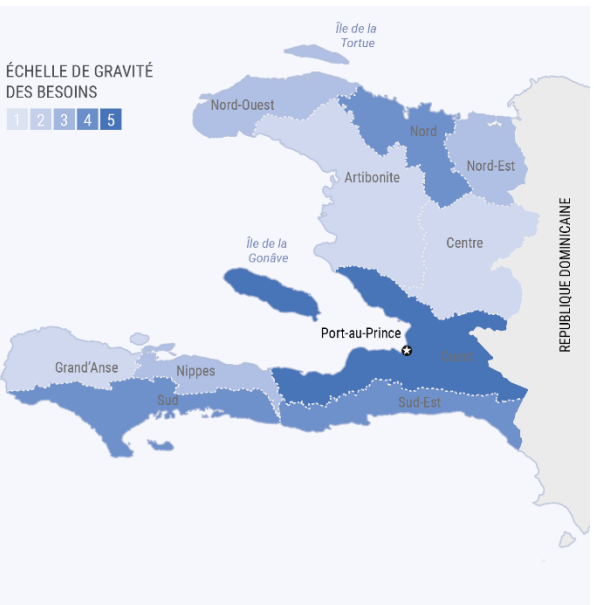 Île de la
Tortue
ÉCHELLE DE GRAVITÉ
DES BESOINS
1 2 3 4 5
Nord-Ouest
Nord
Nord-Est
Artibonite
REPUBLIQUE DOMINICAINE
Centre
Île de la
Gonâve
Port-au-Prince
Ouest
Grand'Anse
Nippes
Sud
Sud-Est